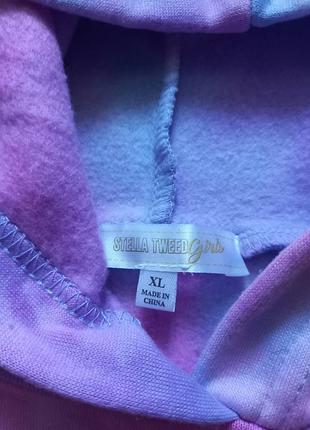 STELLA TWEED Girls
XL
MADE IN
CHINA